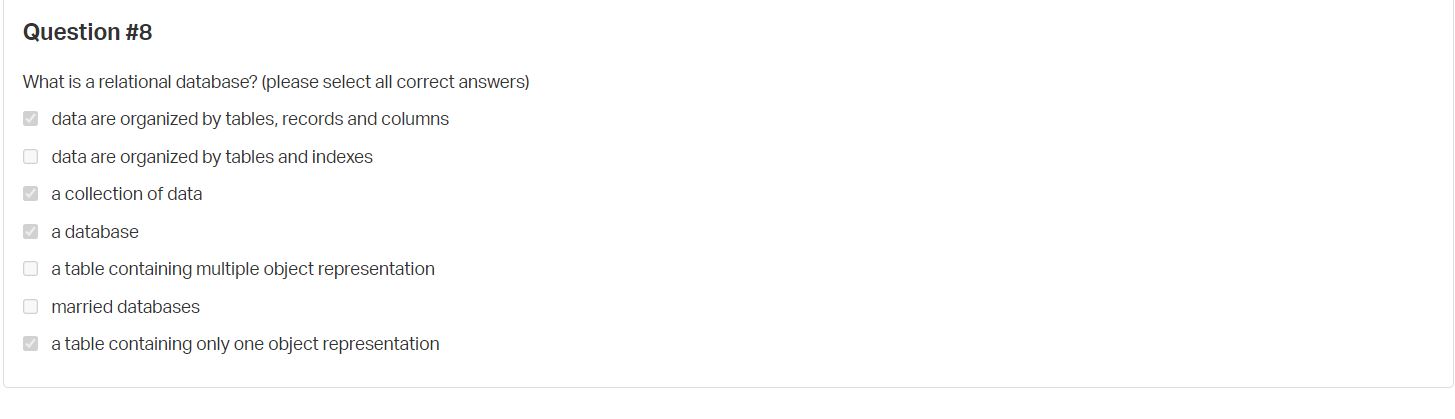 Question #8
What is a relational database? (please select all correct answers)
data are organized by tables, records and columns
data are organized by tables and indexes
a collection of data
a database
a table containing multiple object representation
married databases
a table containing only one object representation